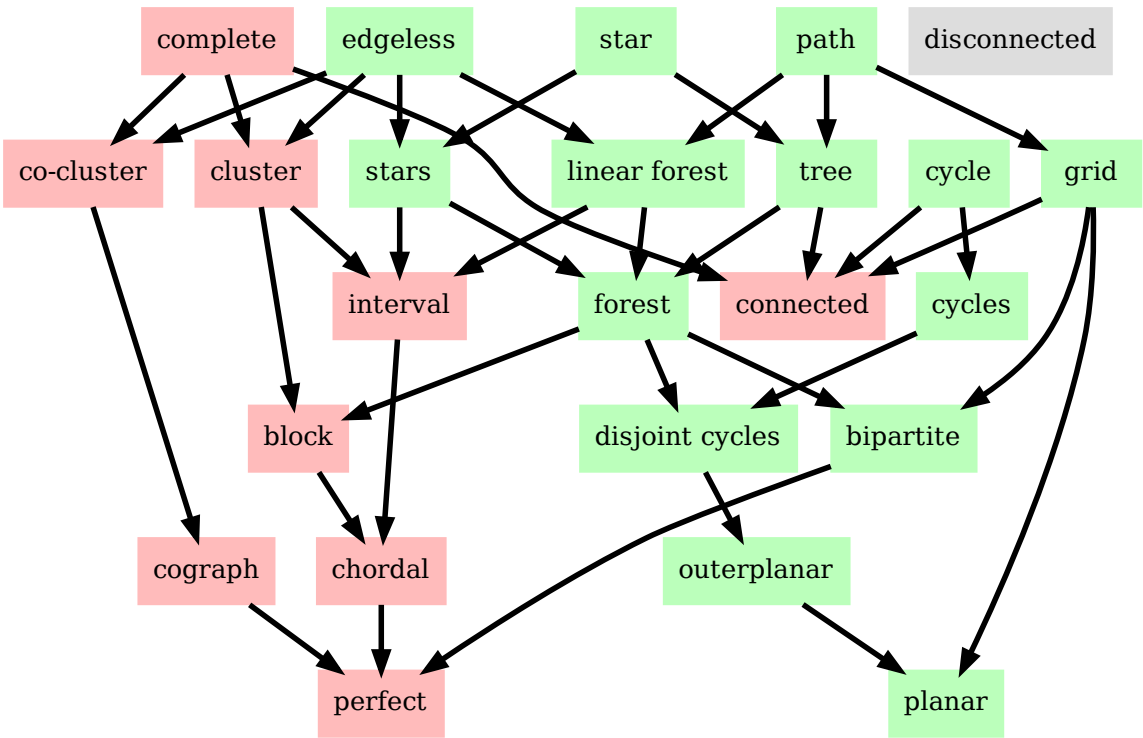 complete
edgeless
star
path
disconnected
co-cluster
cluster
stars
linear forest
tree
cycle
grid
interval
forest
connected
cycles
block
disjoint cycles
bipartite
cograph
chordal
outerplanar
perfect
planar